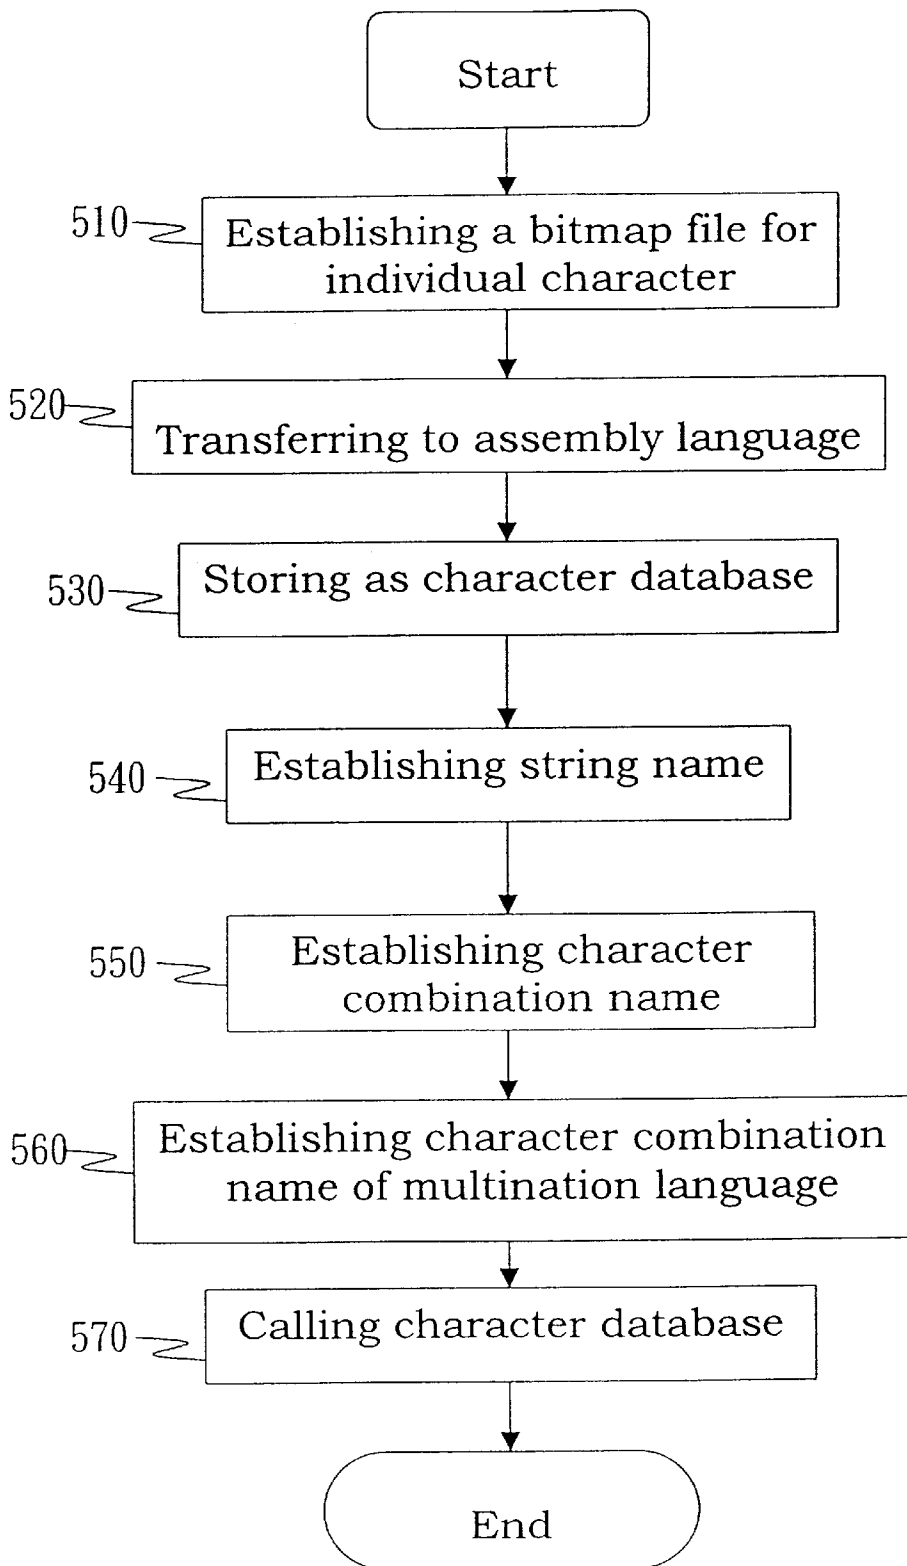 Start
510
Establishing a bitmap file for
individual character
520
Transferring to assembly language
530
Storing as character database
540
Establishing string name
550
Establishing character
combination name
560
Establishing character combination
name of multination language
570
Calling character database
End